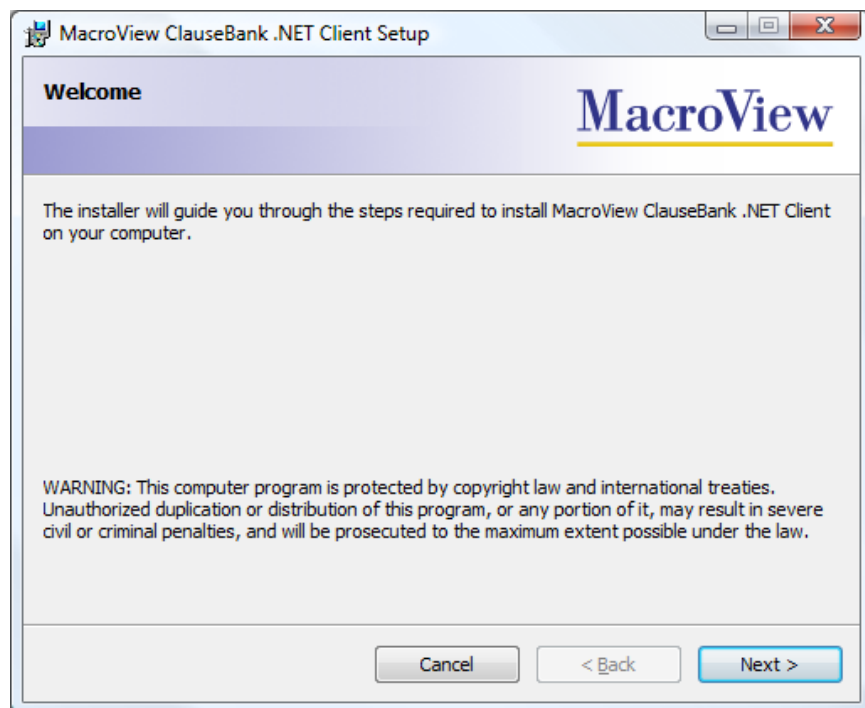 MacroView ClauseBank .NET Client Setup
Welcome
MacroView
The installer will guide you through the steps required to install MacroView ClauseBank .NET Client
on your computer.
WARNING: This computer program is protected by copyright law and international treaties.
Unauthorized duplication or distribution of this program, or any portion of it, may result in severe
civil or criminal penalties, and will be prosecuted to the maximum extent possible under the law.
Cancel
< Back
Next >